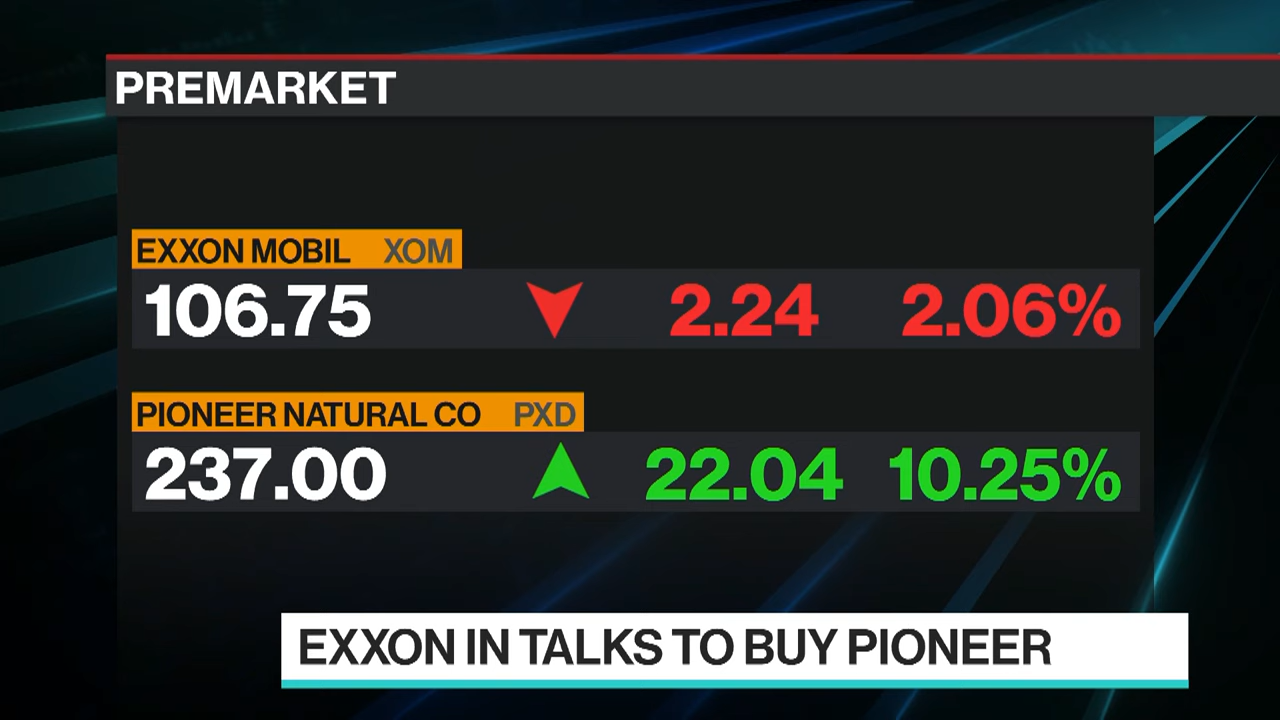 PREMARKET
EXXON MOBIL XOM
106.75 2.24 2.06%
PIONEER NATURAL CO PXD
237.00 22.04 10.25%
EXXON IN TALKS TO BUY PIONEER